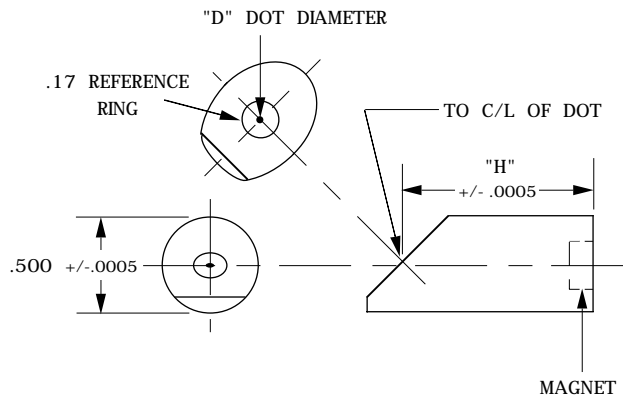 "D" DOT DIAMETER
.17 REFERENCE
RING
TO C/L OF DOT
"H"
+/- .0005
.500 +/-.0005
MAGNET